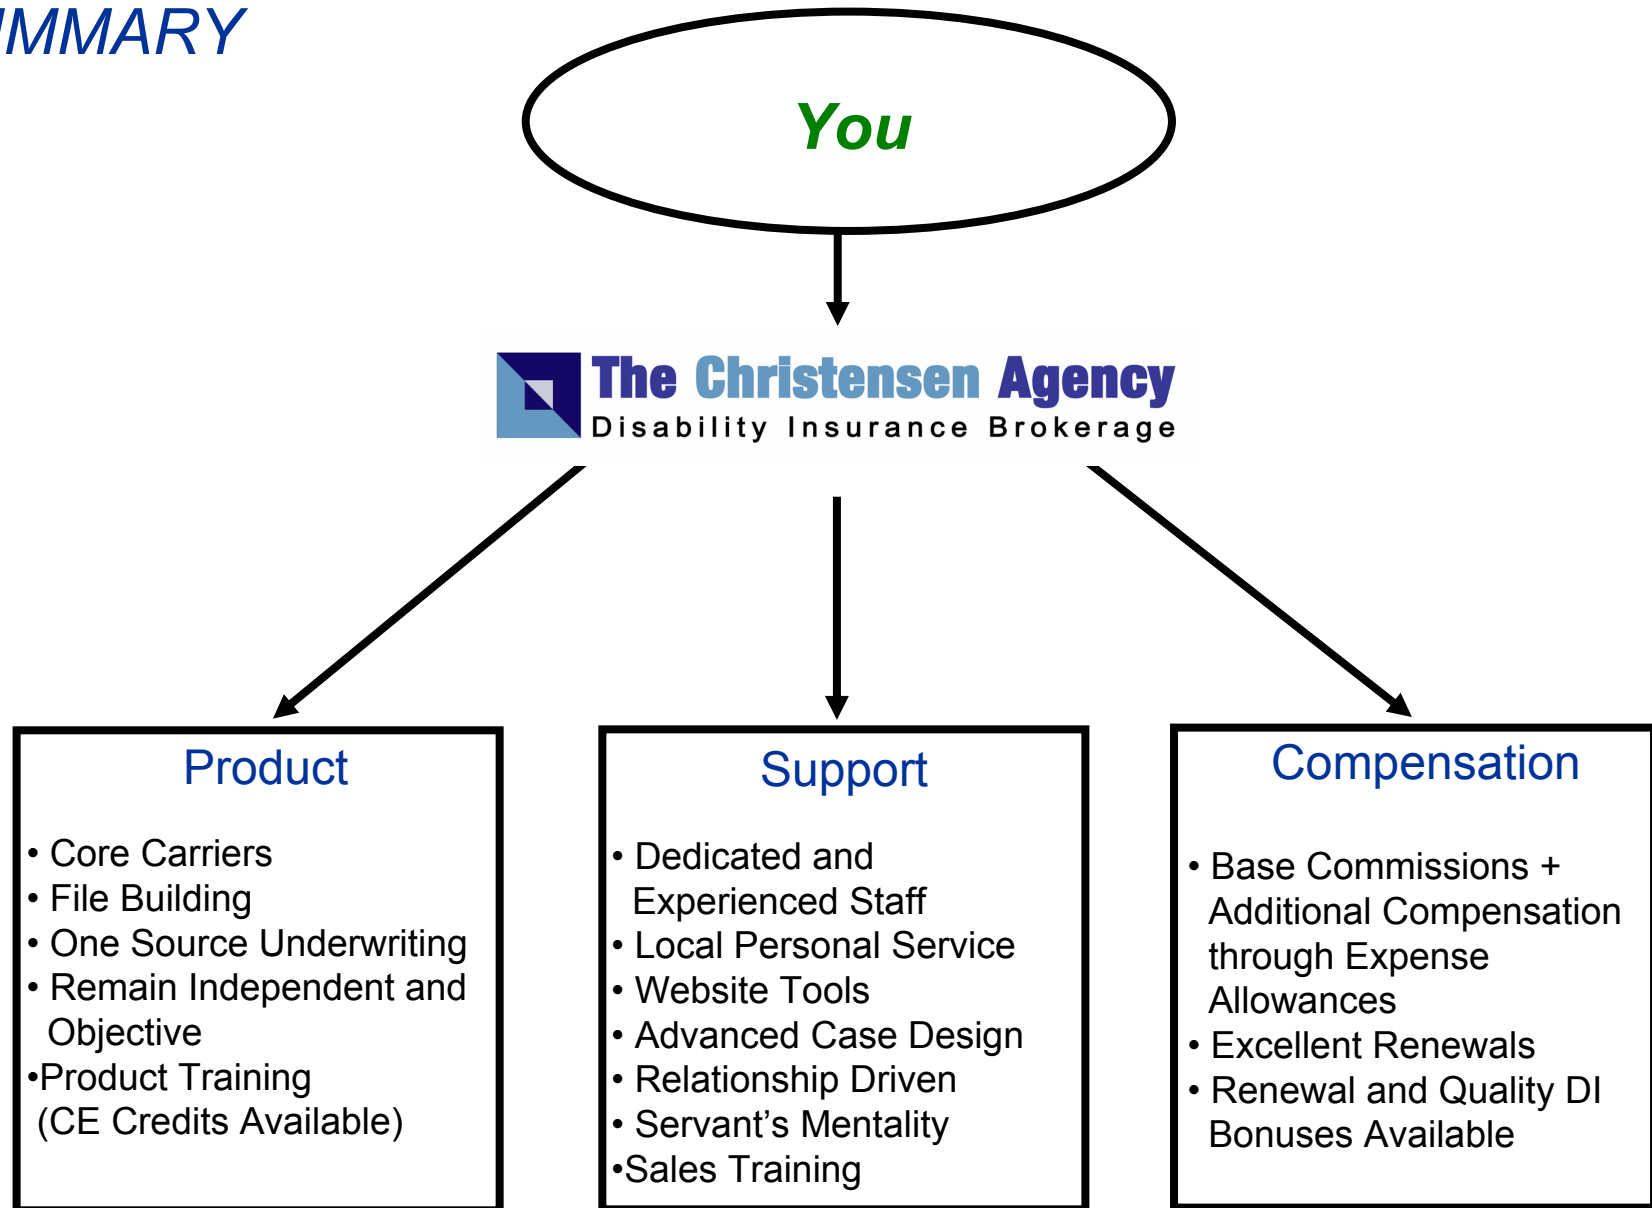 UMMARY
You
The Christensen Agency
Disability Insurance Brokerage
Product
• Core Carriers
• File Building
• One Source Underwriting
• Remain Independent and
Objective
•Product Training
(CE Credits Available)
Support
• Dedicated and
Experienced Staff
• Local Personal Service
• Website Tools
• Advanced Case Design
• Relationship Driven
• Servant’s Mentality
•Sales Training
Compensation
• Base Commissions +
Additional Compensation
through Expense
Allowances
• Excellent Renewals
• Renewal and Quality DI
Bonuses Available